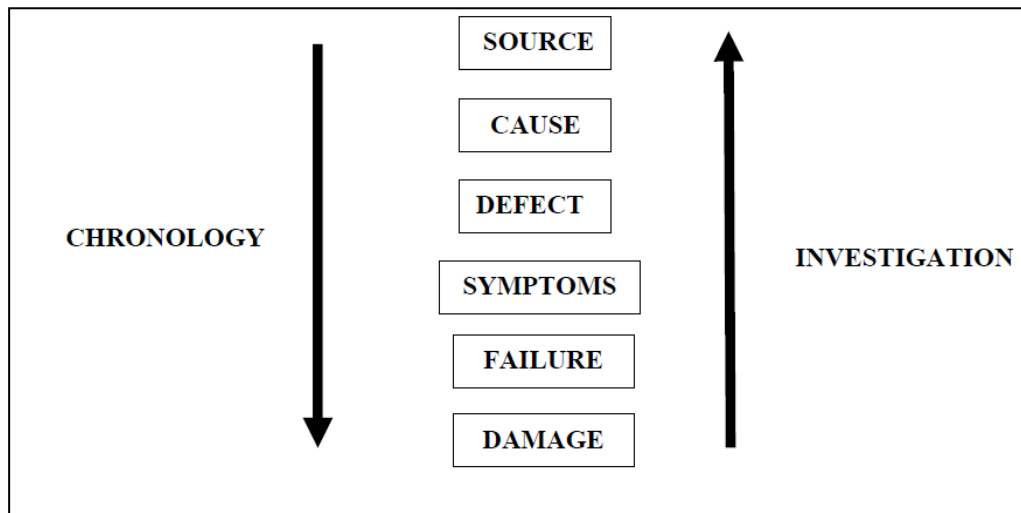 SOURCE
CAUSE
DEFECT
CHRONOLOGY
INVESTIGATION
SYMPTOMS
FAILURE
DAMAGE